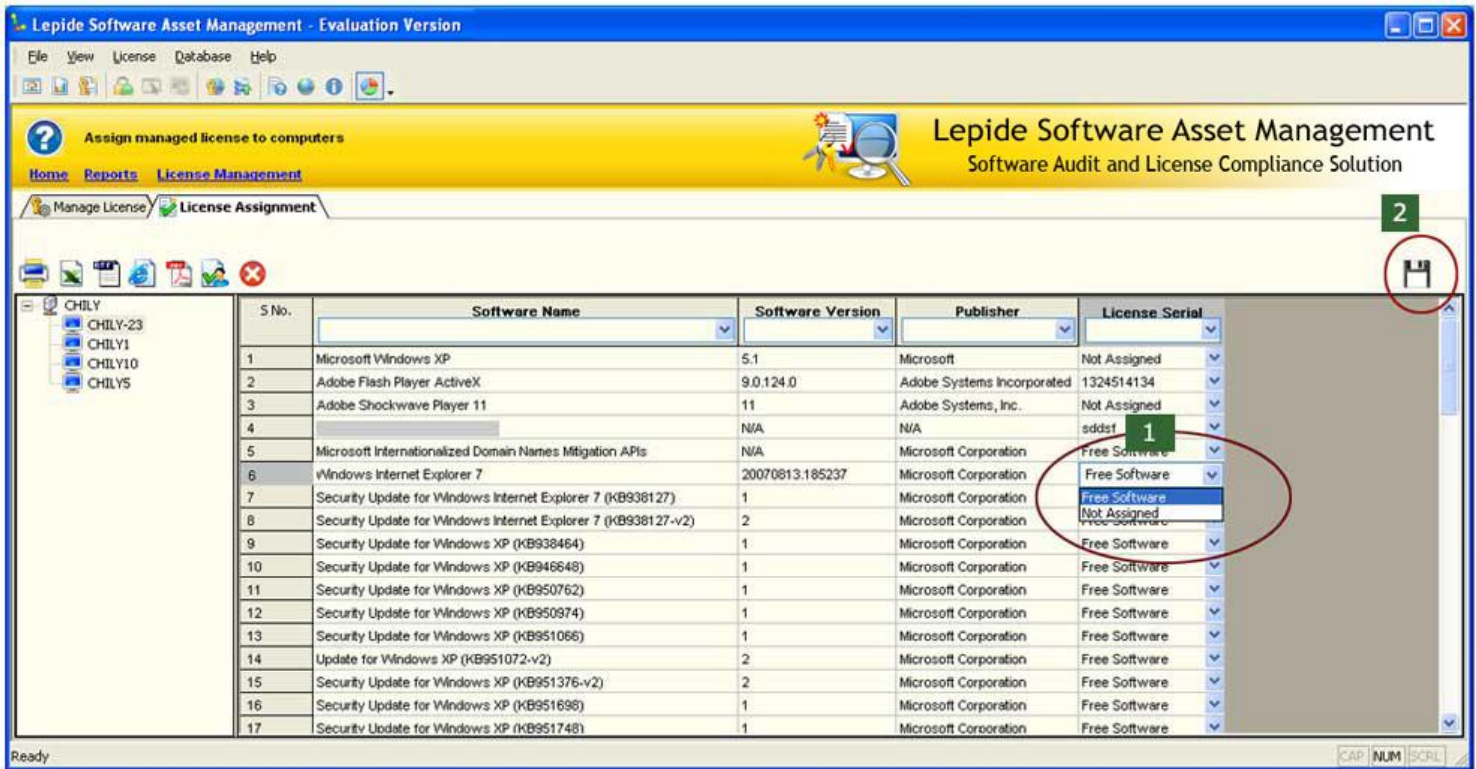 Lepide Software Asset Management - Evaluation Version
File View License Database Help
Assign managed license to computers
Lepide Software Asset Management
Software Audit and License Compliance Solution
Home Reports License Management
Manage License License Assignment
2
CHILY
CHILY-23
CHILY1
CHILY10
CHILY5
S No. Software Name Software Version Publisher License Serial
1 Microsoft Windows XP 5.1 Microsoft Not Assigned
2 Adobe Flash Player ActiveX 9.0.124.0 Adobe Systems Incorporated 1324514134
3 Adobe Shockwave Player 11 11 Adobe Systems, Inc. Not Assigned
4 N/A N/A sddsf
1
5 Microsoft Internationalized Domain Names Mitigation APIs N/A Microsoft Corporation Free Software
6 Windows Internet Explorer 7 20070813.185237 Microsoft Corporation Free Software
Free Software
Not Assigned
7 Security Update for Windows Internet Explorer 7 (KB938127) 1 Microsoft Corporation
8 Security Update for Windows Internet Explorer 7 (KB938127-v2) 2 Microsoft Corporation Free Software
9 Security Update for Windows XP (KB938464) 1 Microsoft Corporation Free Software
10 Security Update for Windows XP (KB946648) 1 Microsoft Corporation Free Software
11 Security Update for Windows XP (KB950762) 1 Microsoft Corporation Free Software
12 Security Update for Windows XP (KB950974) 1 Microsoft Corporation Free Software
13 Security Update for Windows XP (KB951066) 1 Microsoft Corporation Free Software
14 Update for Windows XP (KB951072-v2) 2 Microsoft Corporation Free Software
15 Security Update for Windows XP (KB951376-v2) 2 Microsoft Corporation Free Software
16 Security Update for Windows XP (KB951698) 1 Microsoft Corporation Free Software
17 Security Update for Windows XP (KB951748) 1 Microsoft Corporation Free Software
Ready CAP NUM SCRL